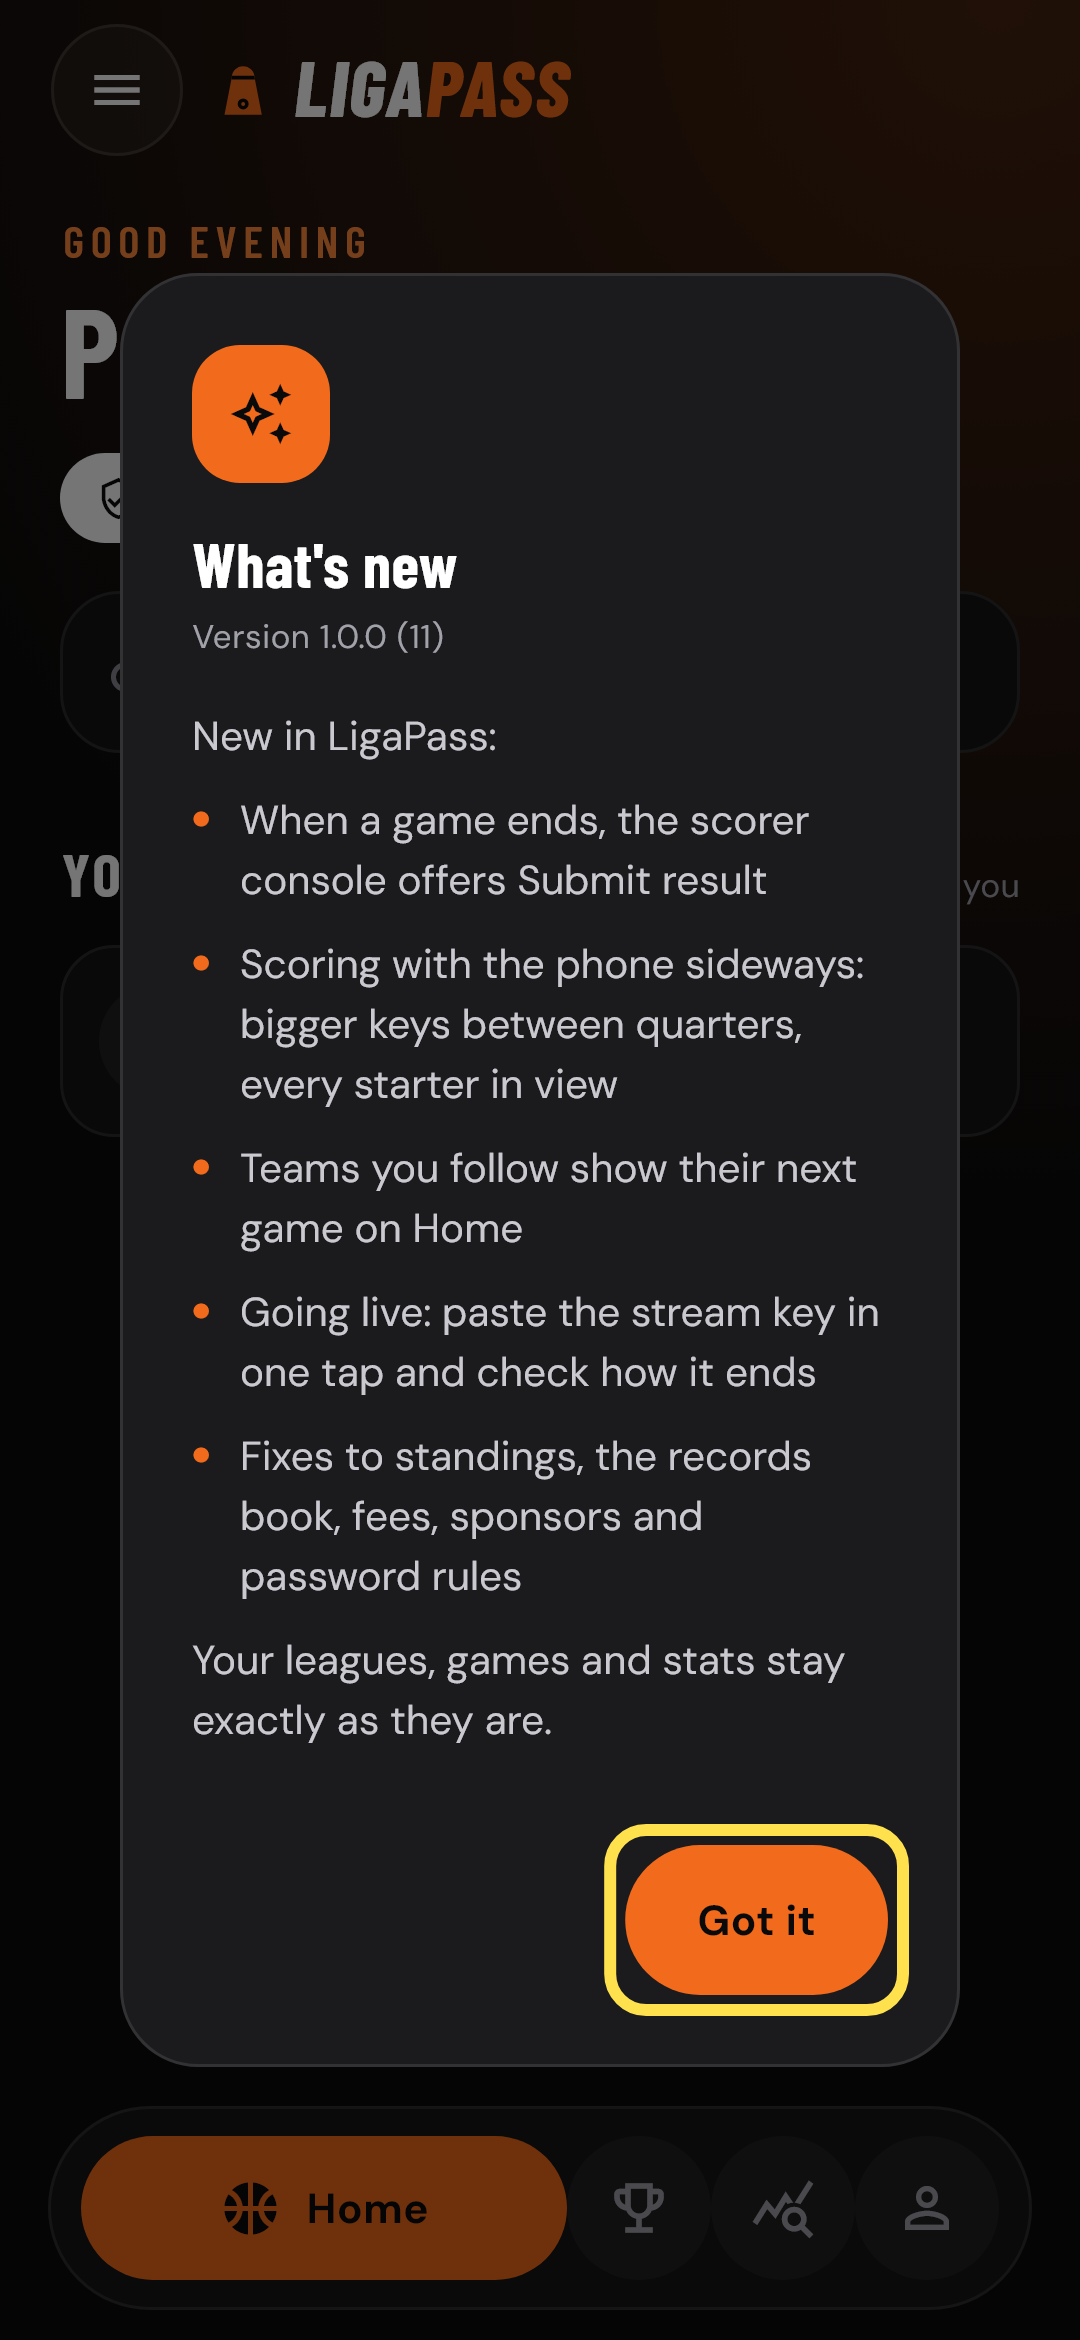 LIGAPASS
GOOD EVENING
P
What's new
Version 1.0.0 (11)
New in LigaPass:
When a game ends, the scorer
console offers Submit result
YO
you
Scoring with the phone sideways:
bigger keys between quarters,
every starter in view
Teams you follow show their next
game on Home
Going live: paste the stream key in
one tap and check how it ends
Fixes to standings, the records
book, fees, sponsors and
password rules
Your leagues, games and stats stay
exactly as they are.
Got it
Home